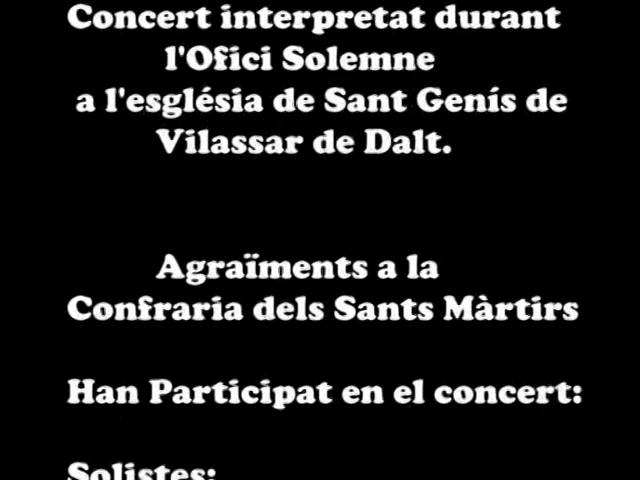 Concert interpretat durant
l'Ofici Solemne
a l'església de Sant Genís de
Vilassar de Dalt.
Agraïments a la
Confraria dels Sants Màrtirs
Han Participat en el concert:
Solistes: